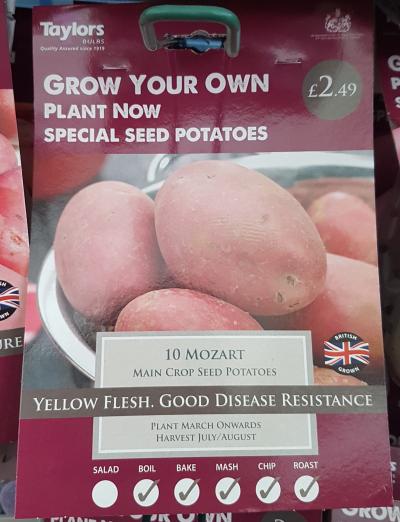 Taylors
BULBS
Quality Assured since 1919
£2.49
GROW YOUR OWN
PLANT NOW
SPECIAL SEED POTATOES
10 MOZART
MAIN CROP SEED POTATOES
BRITISH
GROWN
YELLOW FLESH. GOOD DISEASE RESISTANCE
PLANT MARCH ONWARDS
HARVEST JULY/AUGUST
SALAD BOIL BAKE MASH CHIP ROAST